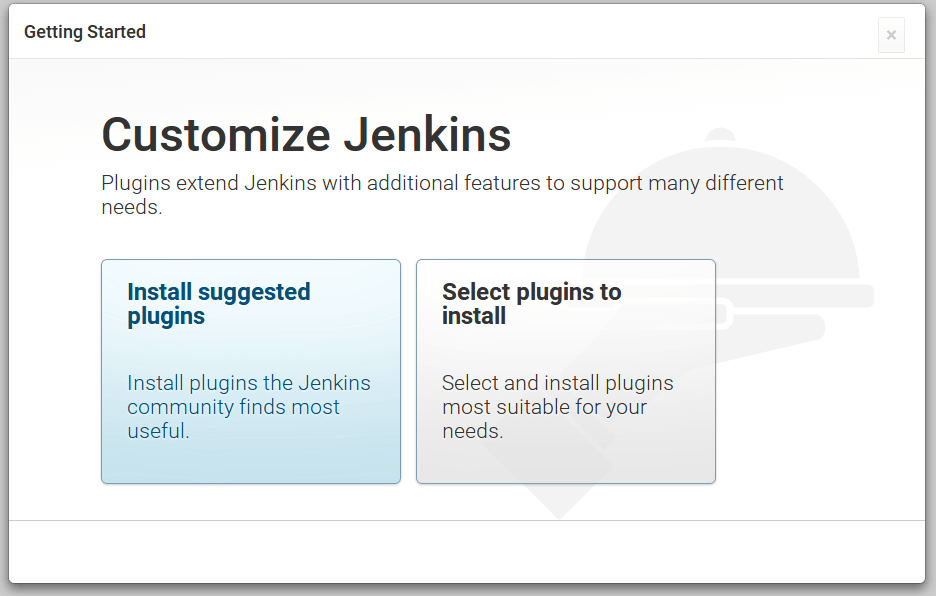 Getting Started
×
Customize Jenkins
Plugins extend Jenkins with additional features to support many different
needs.
Install suggested
plugins
Install plugins the Jenkins
community finds most
useful.
Select plugins to
install
Select and install plugins
most suitable for your
needs.